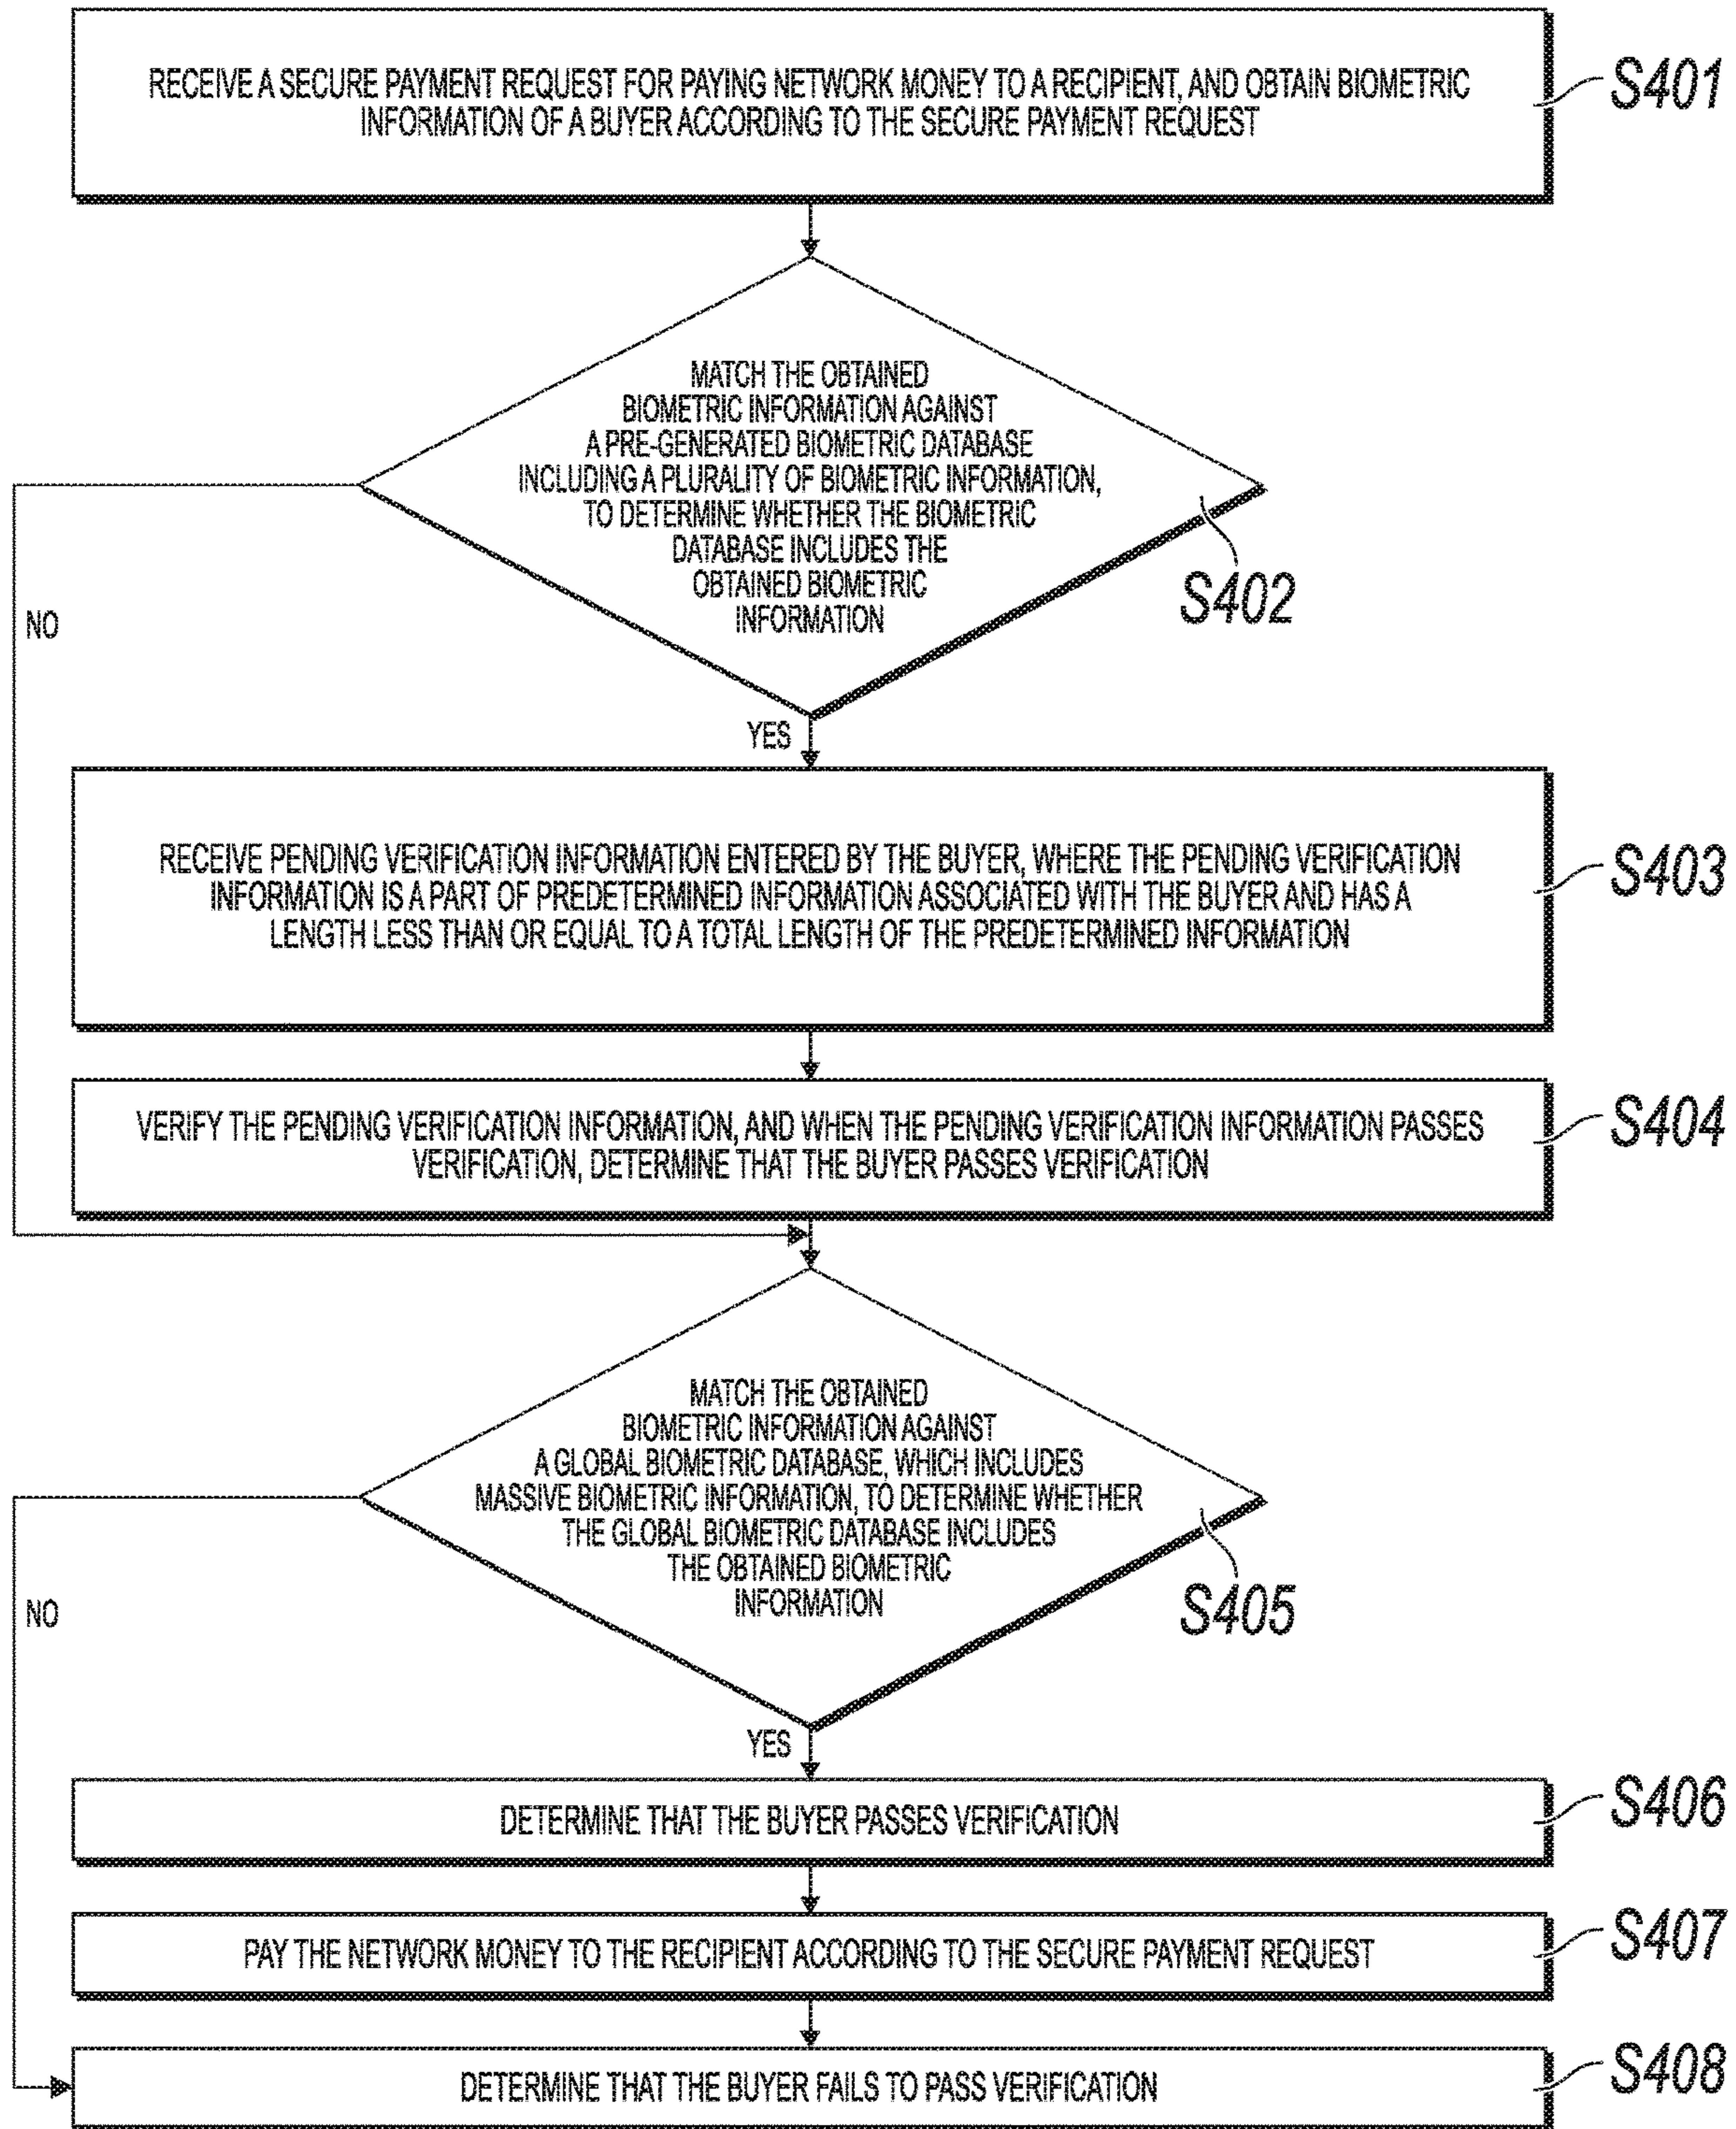 RECEIVE A SECURE PAYMENT REQUEST FOR PAYING NETWORK MONEY TO A RECIPIENT, AND OBTAIN BIOMETRIC
INFORMATION OF A BUYER ACCORDING TO THE SECURE PAYMENT REQUEST
S401
MATCH THE OBTAINED
BIOMETRIC INFORMATION AGAINST
A PRE-GENERATED BIOMETRIC DATABASE
INCLUDING A PLURALITY OF BIOMETRIC INFORMATION,
TO DETERMINE WHETHER THE BIOMETRIC
DATABASE INCLUDES THE
OBTAINED BIOMETRIC
INFORMATION
S402
NO
YES
RECEIVE PENDING VERIFICATION INFORMATION ENTERED BY THE BUYER, WHERE THE PENDING VERIFICATION
INFORMATION IS A PART OF PREDETERMINED INFORMATION ASSOCIATED WITH THE BUYER AND HAS A
LENGTH LESS THAN OR EQUAL TO A TOTAL LENGTH OF THE PREDETERMINED INFORMATION
S403
VERIFY THE PENDING VERIFICATION INFORMATION, AND WHEN THE PENDING VERIFICATION INFORMATION PASSES
VERIFICATION, DETERMINE THAT THE BUYER PASSES VERIFICATION
S404
MATCH THE OBTAINED
BIOMETRIC INFORMATION AGAINST
A GLOBAL BIOMETRIC DATABASE, WHICH INCLUDES
MASSIVE BIOMETRIC INFORMATION, TO DETERMINE WHETHER
THE GLOBAL BIOMETRIC DATABASE INCLUDES
THE OBTAINED BIOMETRIC
INFORMATION
S405
NO
YES
DETERMINE THAT THE BUYER PASSES VERIFICATION
S406
PAY THE NETWORK MONEY TO THE RECIPIENT ACCORDING TO THE SECURE PAYMENT REQUEST
S407
DETERMINE THAT THE BUYER FAILS TO PASS VERIFICATION
S408